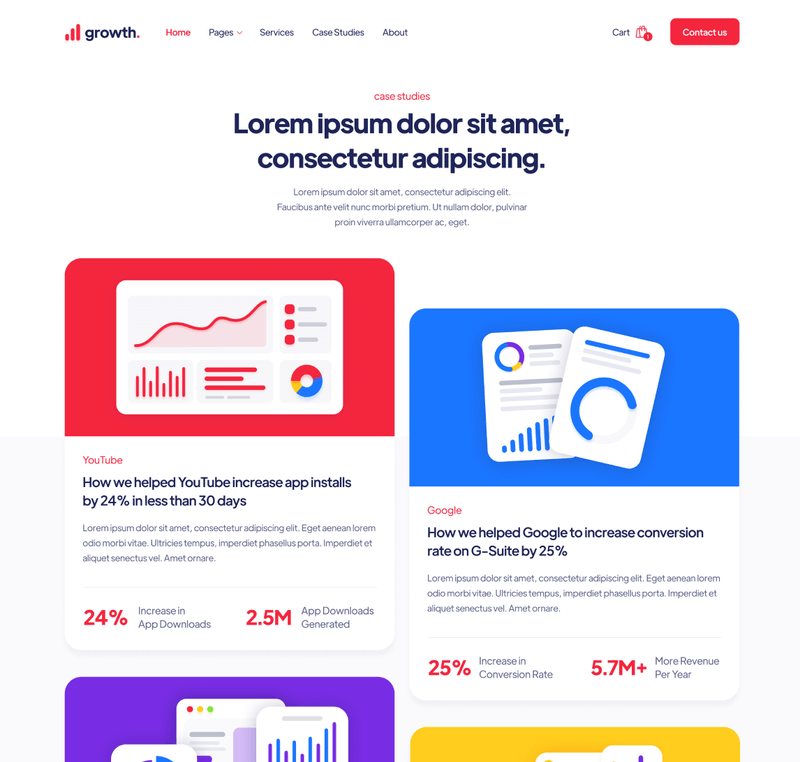 growth.
Home
Pages
Services
Case Studies
About
Cart
1
Contact us
case studies
Lorem ipsum dolor sit amet,
consectetur adipiscing.
Lorem ipsum dolor sit amet, consectetur adipiscing elit.
Faucibus ante velit nunc morbi pretium. Ut nullam dolor, pulvinar
proin viverra ullamcorper ac, eget.
YouTube
How we helped YouTube increase app installs
by 24% in less than 30 days
Lorem ipsum dolor sit amet, consectetur adipiscing elit. Eget aenean lorem
odio morbi vitae. Ultricies tempus, imperdiet phasellus porta. Imperdiet et
aliquet senectus vel. Amet ornare.
24%
Increase in
App Downloads
2.5M
App Downloads
Generated
Google
How we helped Google to increase conversion
rate on G-Suite by 25%
Lorem ipsum dolor sit amet, consectetur adipiscing elit. Eget aenean lorem
odio morbi vitae. Ultricies tempus, imperdiet phasellus porta. Imperdiet et
aliquet senectus vel. Amet ornare.
25%
Increase in
Conversion Rate
5.7M+
More Revenue
Per Year